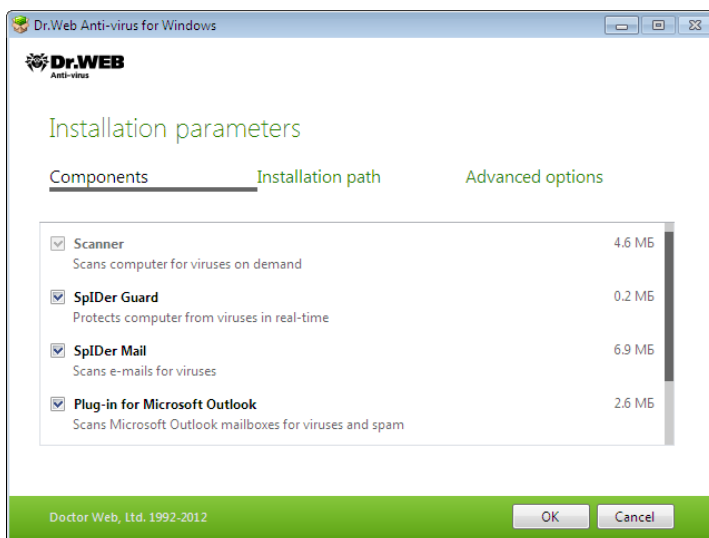 Dr.Web Anti-virus for Windows
Dr.WEB
Anti-virus
Installation parameters
Components Installation path Advanced options
Scanner 4.6 МБ
Scans computer for viruses on demand
SpIDer Guard 0.2 МБ
Protects computer from viruses in real-time
SpIDer Mail 6.9 МБ
Scans e-mails for viruses
Plug-in for Microsoft Outlook 2.6 МБ
Scans Microsoft Outlook mailboxes for viruses and spam
Doctor Web, Ltd. 1992-2012 OK Cancel